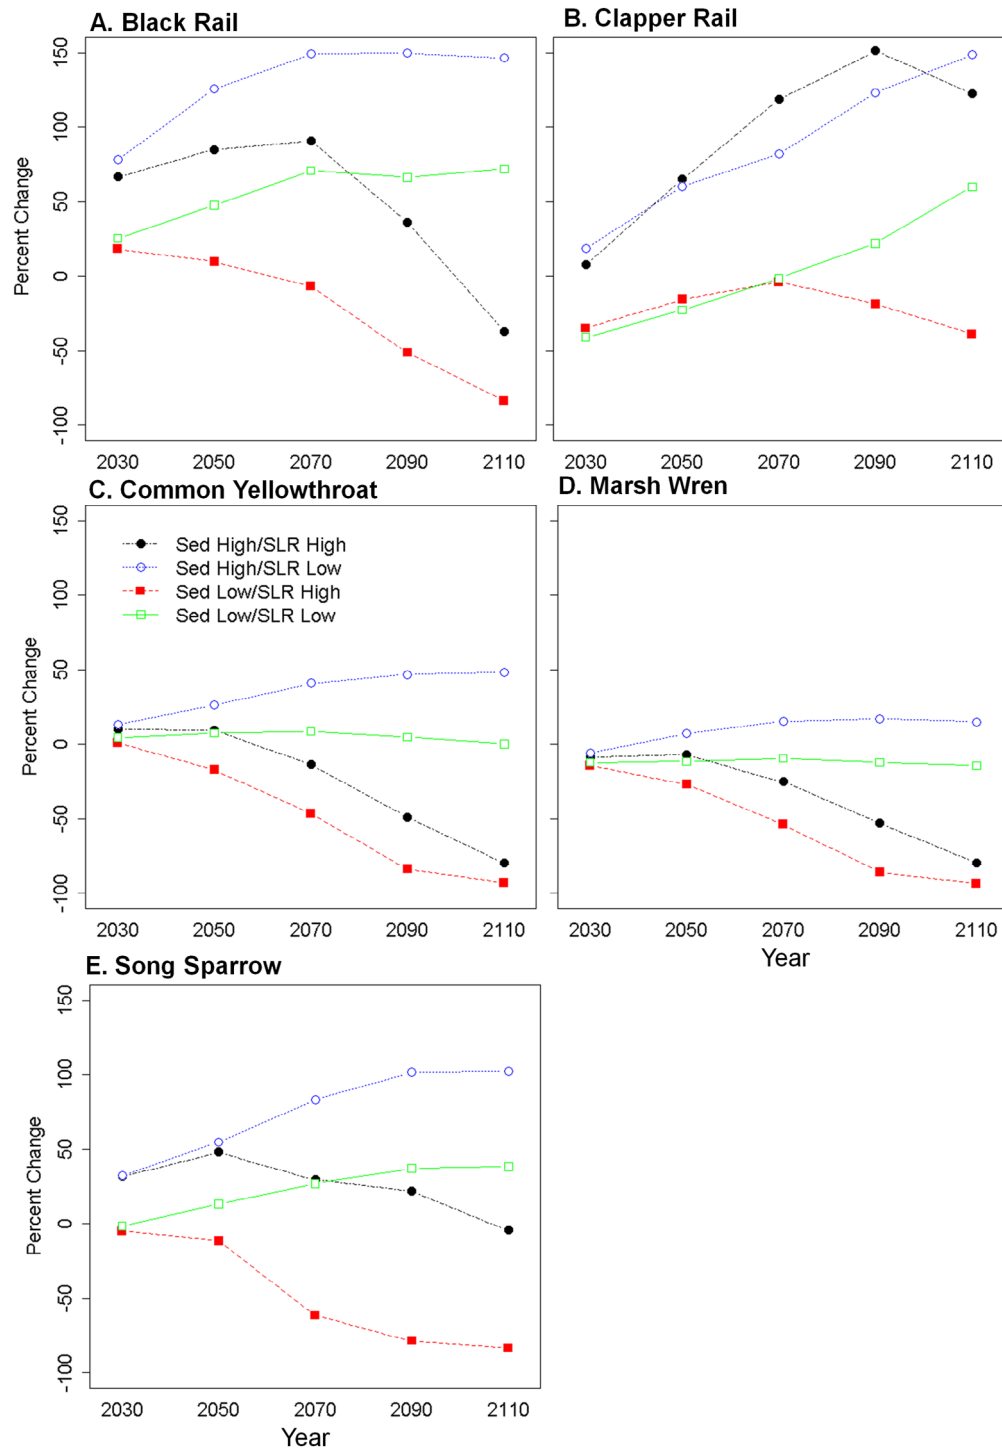 A. Black Rail
B. Clapper Rail
150
100
50
0
-50
-100
Percent Change
2030 2050 2070 2090 2110
2030 2050 2070 2090 2110
C. Common Yellowthroat
D. Marsh Wren
150
100
50
0
-50
-100
Percent Change
Sed High/SLR High
Sed High/SLR Low
Sed Low/SLR High
Sed Low/SLR Low
2030 2050 2070 2090 2110
2030 2050 2070 2090 2110
Year
E. Song Sparrow
150
100
50
0
-50
-100
Percent Change
2030 2050 2070 2090 2110
Year